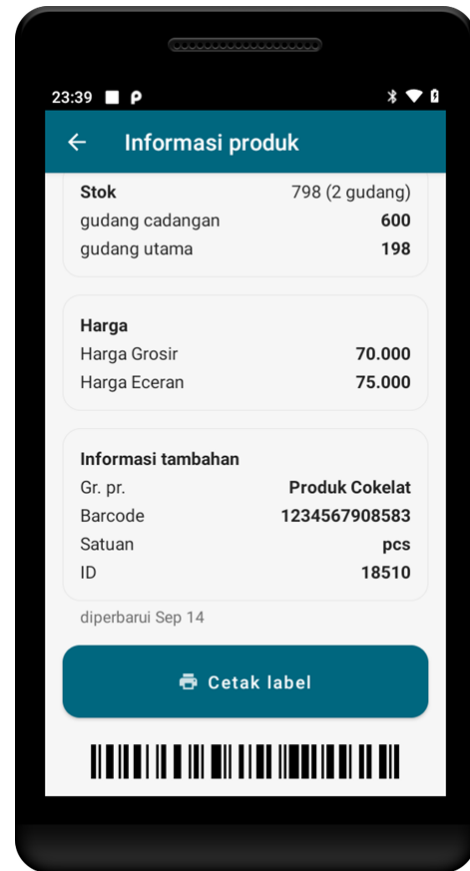 23:39
Informasi produk
Stok 798 (2 gudang)
gudang cadangan 600
gudang utama 198
Harga
Harga Grosir 70.000
Harga Eceran 75.000
Informasi tambahan
Gr. pr. Produk Cokelat
Barcode 1234567908583
Satuan pcs
ID 18510
diperbarui Sep 14
Cetak label